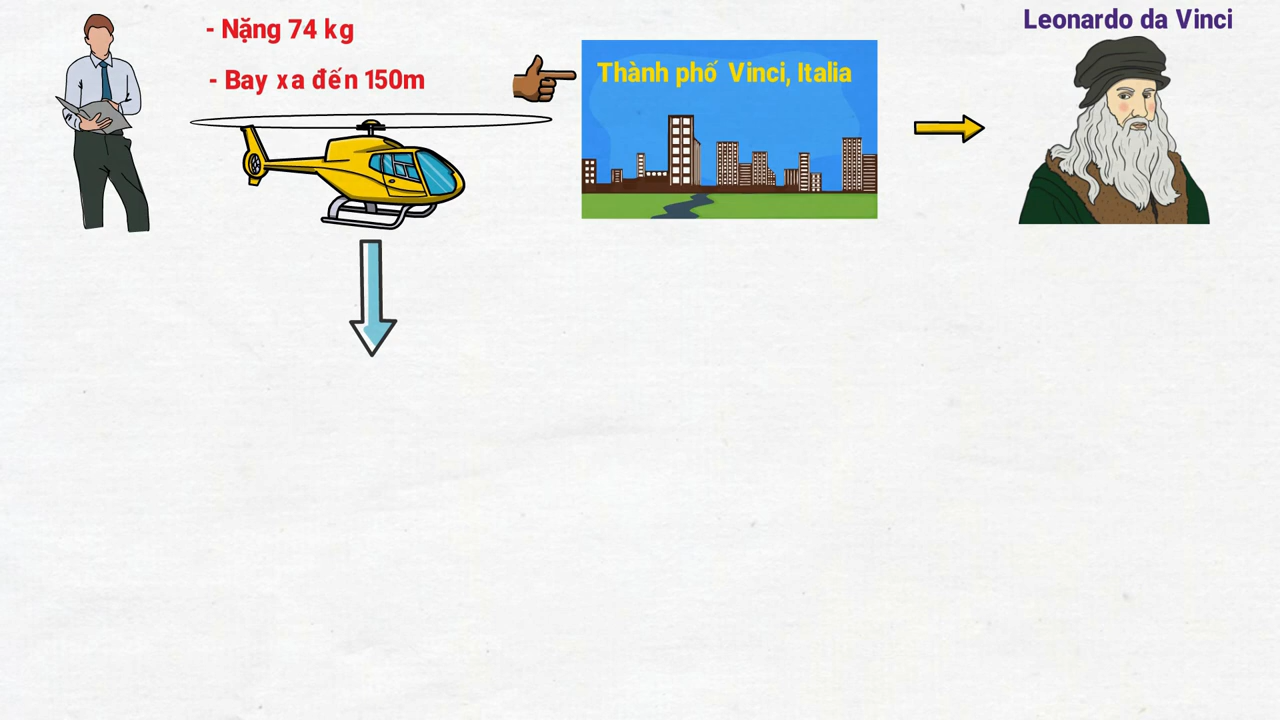 - Nặng 74 kg
- Bay xa đến 150m
Thành phố Vinci, Italia
Leonardo da Vinci